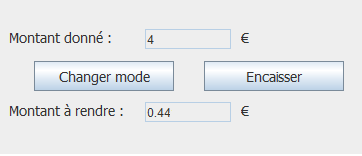 Montant donné : 4 €
Changer mode Encaisser
Montant à rendre : 0.44 €